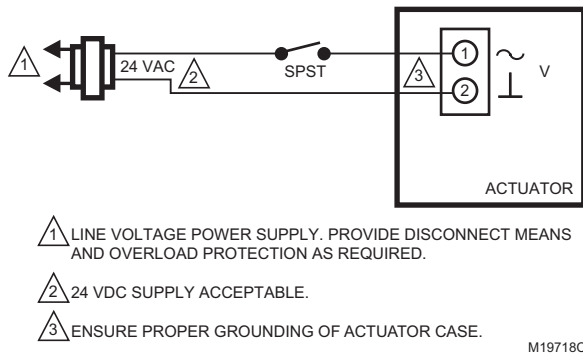 1
24 VAC
2
SPST
3
1
2
V
ACTUATOR
1 LINE VOLTAGE POWER SUPPLY. PROVIDE DISCONNECT MEANS
AND OVERLOAD PROTECTION AS REQUIRED.
2 24 VDC SUPPLY ACCEPTABLE.
3 ENSURE PROPER GROUNDING OF ACTUATOR CASE.
M19718C